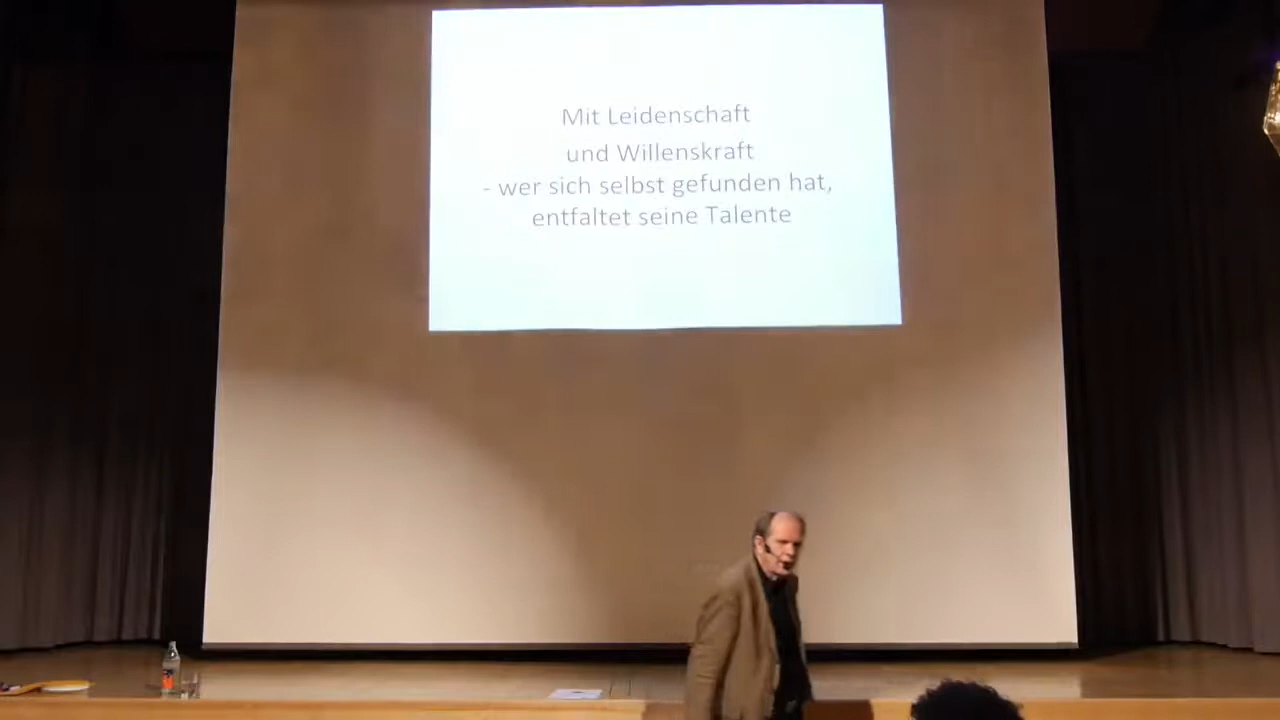 Mit Leidenschaft
und Willenskraft
- wer sich selbst gefunden hat,
entfaltet seine Talente